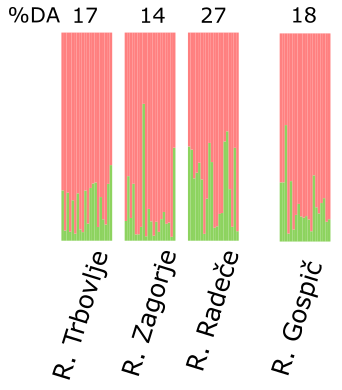 %DA 17 14 27 18
R. Trbovlje
R. Zagorje
R. Radeče
R. Gospič